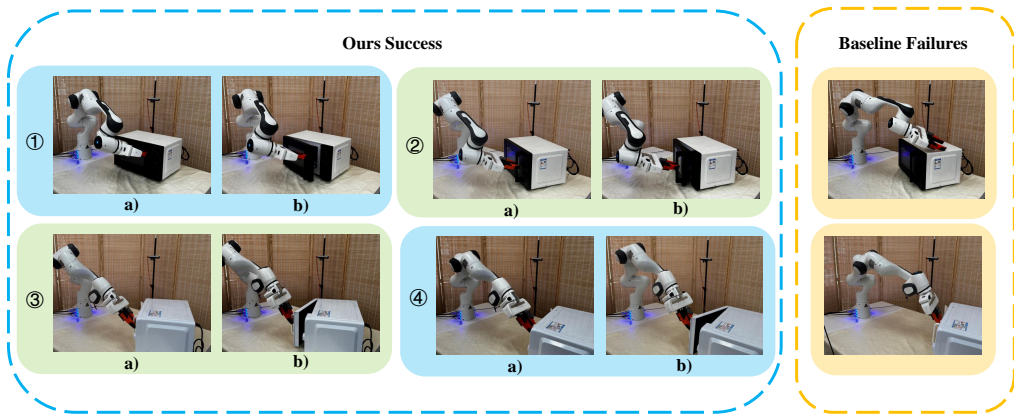 Ours Success
Baseline Failures
①
a)
b)
②
a)
b)
③
a)
b)
④
a)
b)